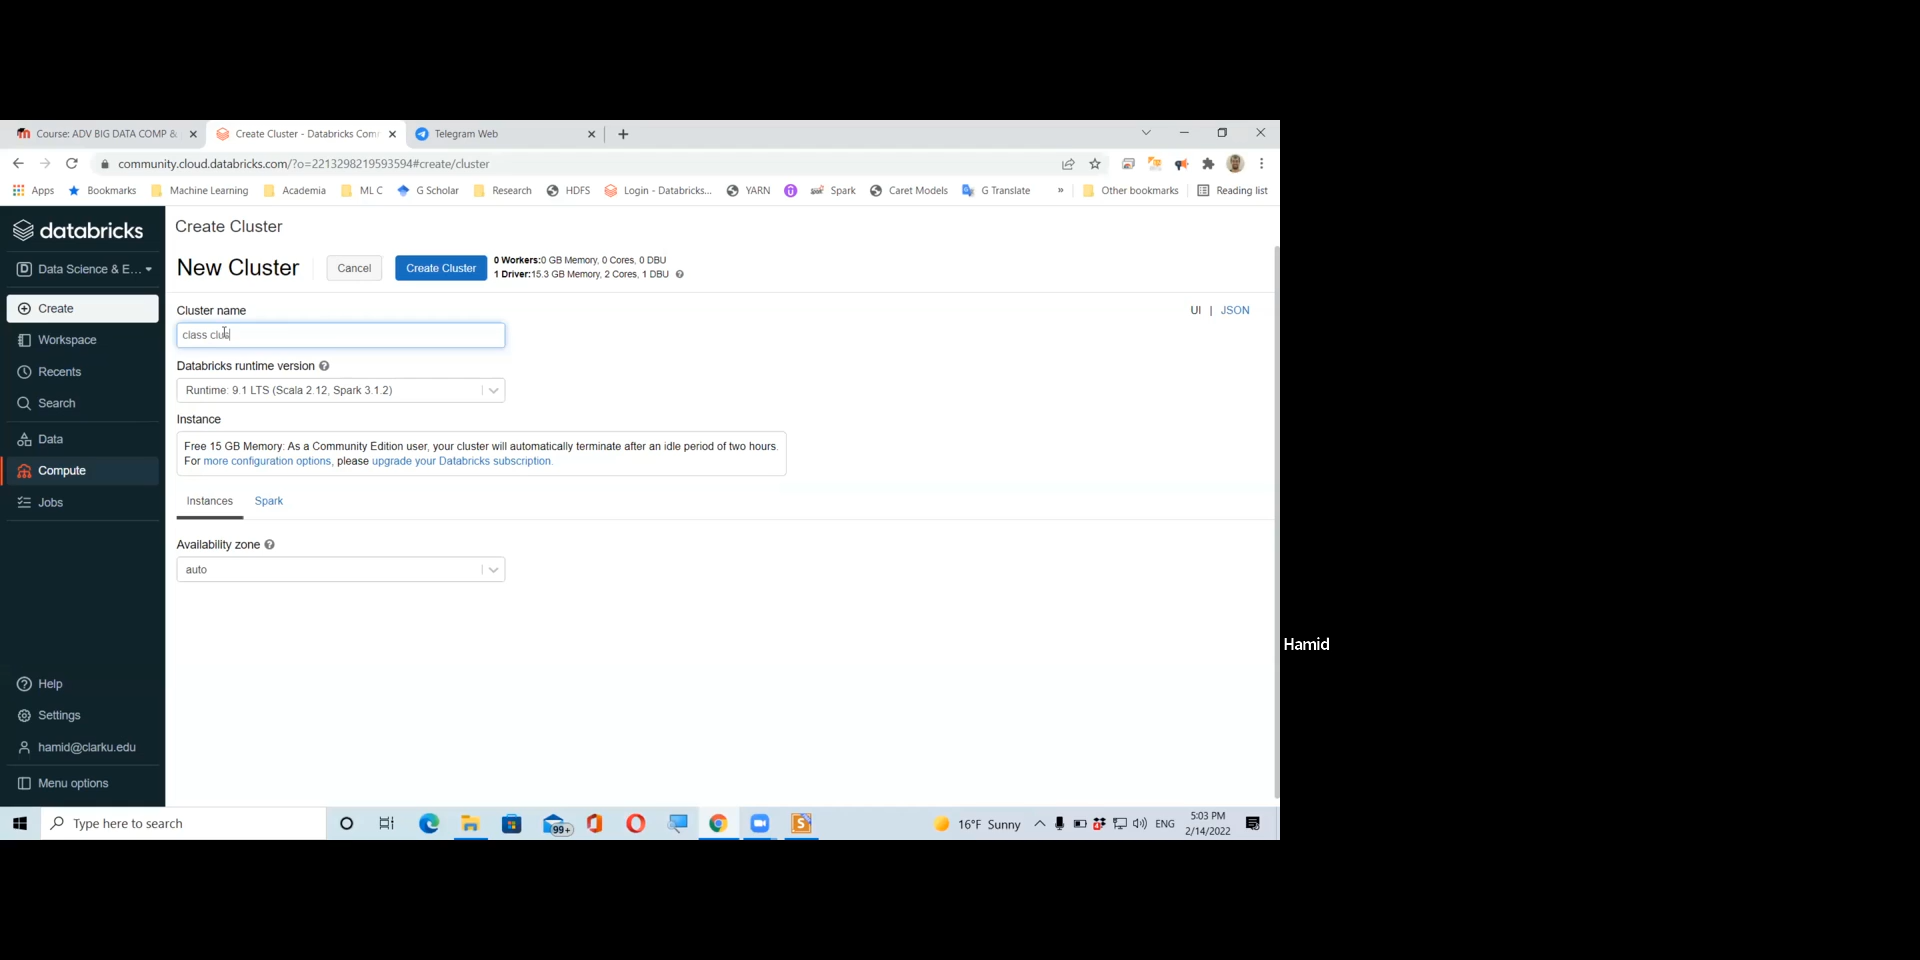 Course: ADV BIG DATA COMP &
Create Cluster - Databricks Com
Telegram Web
community.cloud.databricks.com/?o=2213298219593594#create/cluster
Apps
Bookmarks
Machine Learning
Academia
ML C
G Scholar
Research
HDFS
Login - Databricks...
YARN
Spark
Caret Models
G Translate
»
Other bookmarks
Reading list
databricks
Data Science & E...
Create
Workspace
Recents
Search
Data
Compute
Jobs
Help
Settings
hamid@clarku.edu
Menu options
Create Cluster
New Cluster
Cancel
Create Cluster
0 Workers:0 GB Memory, 0 Cores, 0 DBU
1 Driver:15.3 GB Memory, 2 Cores, 1 DBU
UI | JSON
Cluster name
class clus
Databricks runtime version
Runtime: 9.1 LTS (Scala 2.12, Spark 3.1.2)
Instance
Free 15 GB Memory: As a Community Edition user, your cluster will automatically terminate after an idle period of two hours.
For more configuration options, please upgrade your Databricks subscription.
Instances
Spark
Availability zone
auto
Hamid
Type here to search
99+
16°F Sunny
ENG
5:03 PM
2/14/2022